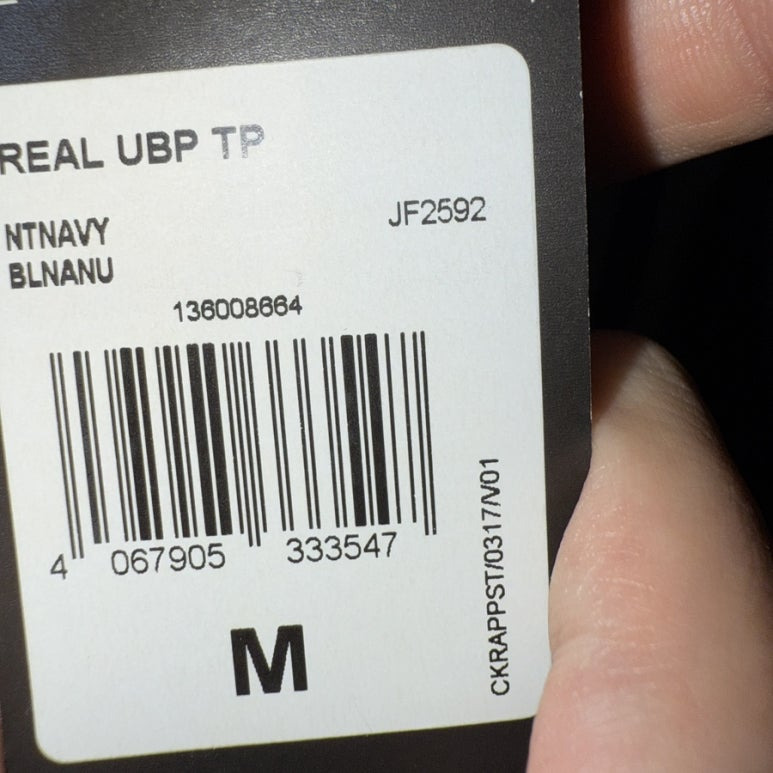 REAL UBP TP
JF2592
NTNAVY
BLNANU
136008664
4 067905 333547
CKRAPPST/0317/V01
M